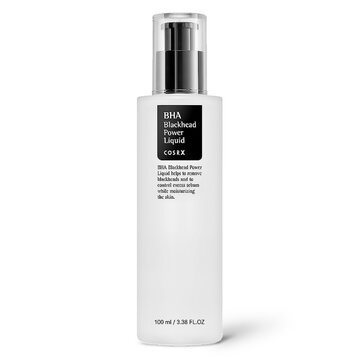 BHA
Blackhead
Power
Liquid
COSRX
BHA Blackhead Power
Liquid helps to remove
blackheads and to
control excess sebum
while moisturizing
the skin.
100 ml / 3.38 FL.OZ